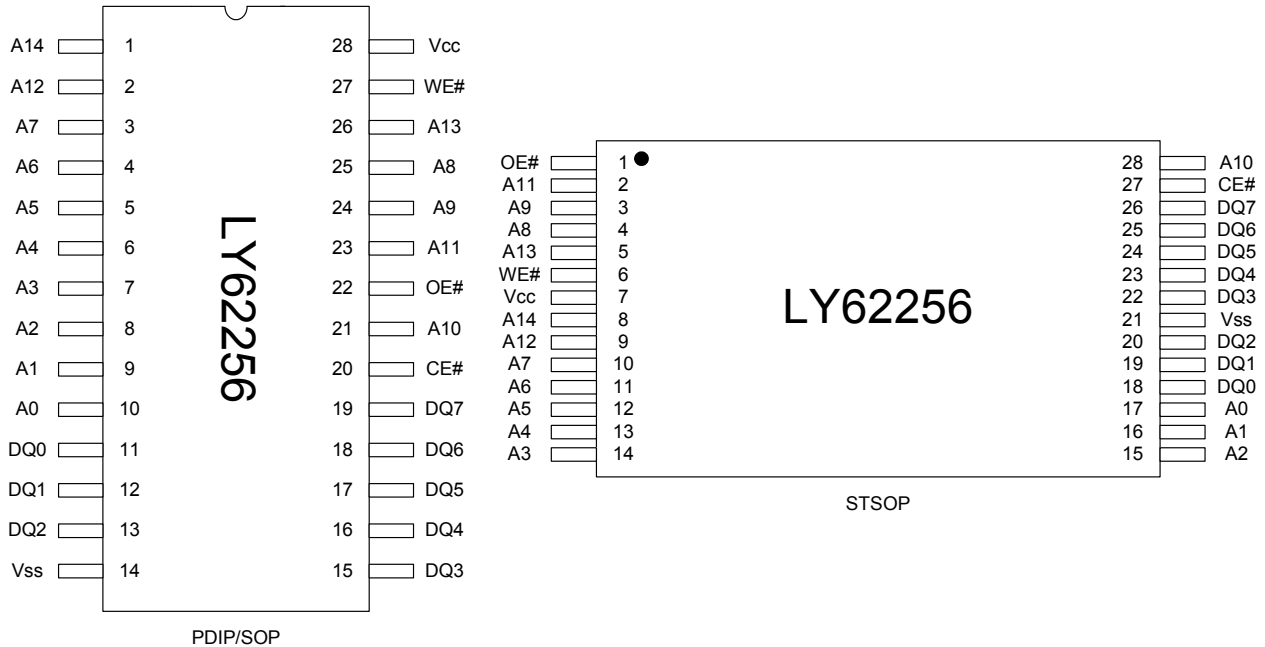 A14 1 28 Vcc
A12 2 27 WE#
A7 3 26 A13
A6 4 25 A8
A5 5 24 A9
A4 6 23 A11
A3 7 22 OE#
A2 8 21 A10
A1 9 20 CE#
A0 10 19 DQ7
DQ0 11 18 DQ6
DQ1 12 17 DQ5
DQ2 13 16 DQ4
Vss 14 15 DQ3
LY62256
PDIP/SOP
OE# 1 28 A10
A11 2 27 CE#
A9 3 26 DQ7
A8 4 25 DQ6
A13 5 24 DQ5
WE# 6 23 DQ4
Vcc 7 22 DQ3
A14 8 21 Vss
A12 9 20 DQ2
A7 10 19 DQ1
A6 11 18 DQ0
A5 12 17 A0
A4 13 16 A1
A3 14 15 A2
LY62256
STSOP